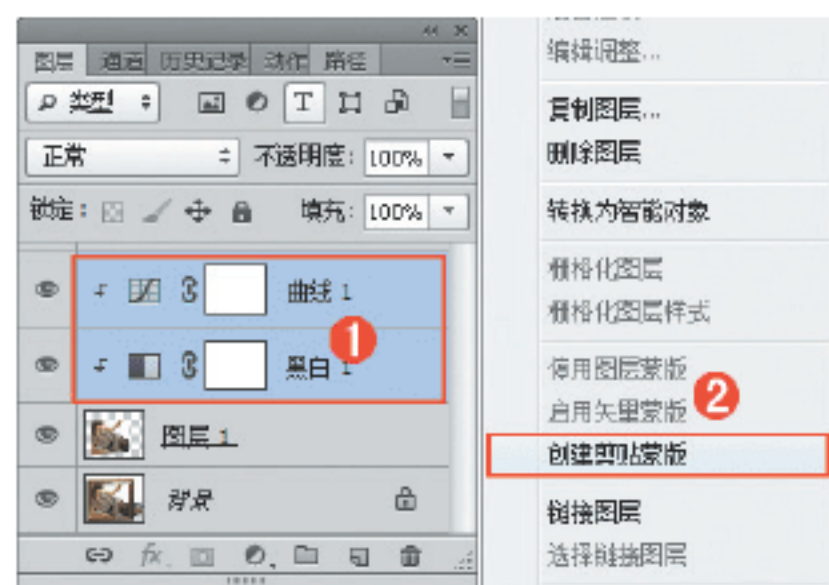 图层 通道 历史记录 动作 路径
类型
T
正常
不透明度: 100%
锁定:
填充: 100%
曲线 1
1
黑白 1
图层 1
背景
fx
编辑调整...
复制图层...
删除图层
转换为智能对象
栅格化图层
栅格化图层样式
停用图层蒙版
2
启用矢量蒙版
创建剪贴蒙版
链接图层
选择链接图层